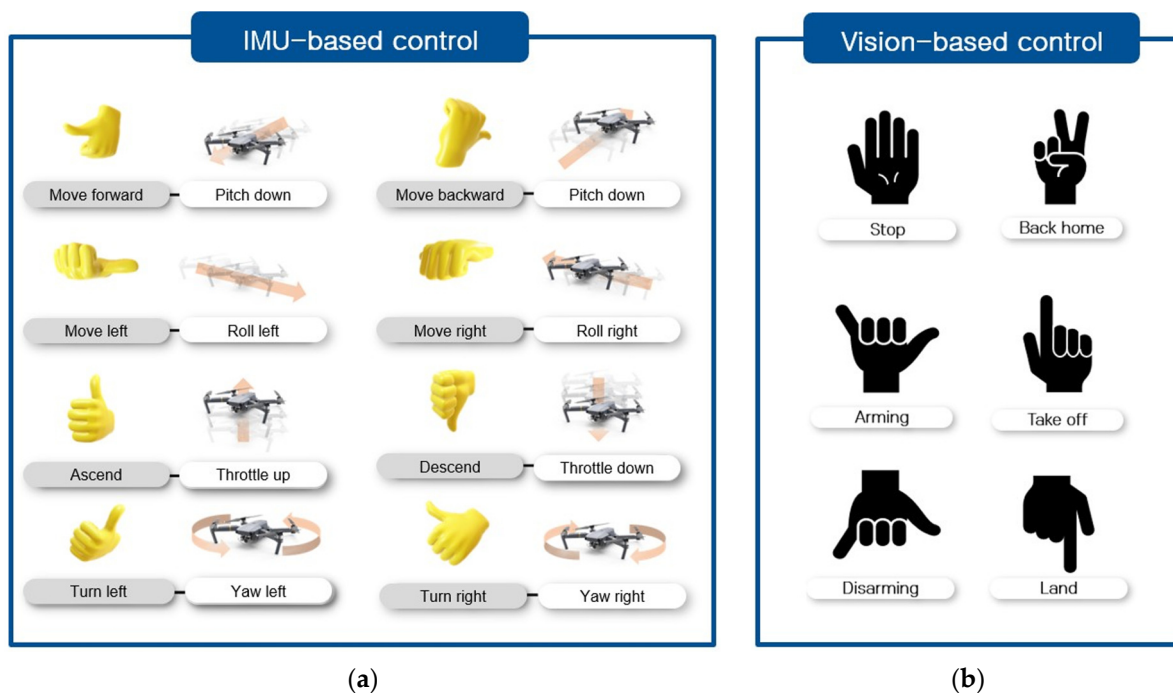 IMU-based control
Move forward Pitch down
Move backward Pitch down
Move left Roll left
Move right Roll right
Ascend Throttle up
Descend Throttle down
Turn left Yaw left
Turn right Yaw right
(a)
Vision-based control
Stop
Back home
Arming
Take off
Disarming
Land
(b)